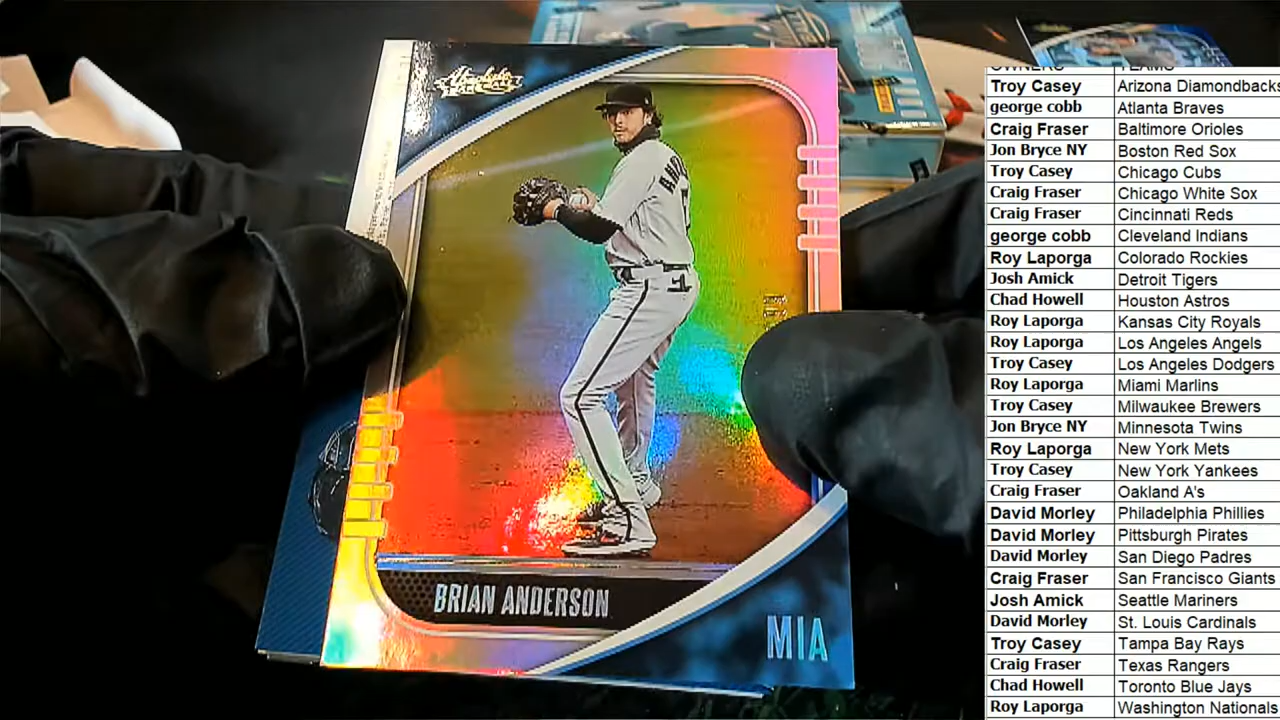 Absolute
BRIAN ANDERSON
MIA
OWNERS TEAMS
Troy Casey Arizona Diamondbacks
george cobb Atlanta Braves
Craig Fraser Baltimore Orioles
Jon Bryce NY Boston Red Sox
Troy Casey Chicago Cubs
Craig Fraser Chicago White Sox
Craig Fraser Cincinnati Reds
george cobb Cleveland Indians
Roy Laporga Colorado Rockies
Josh Amick Detroit Tigers
Chad Howell Houston Astros
Roy Laporga Kansas City Royals
Roy Laporga Los Angeles Angels
Troy Casey Los Angeles Dodgers
Roy Laporga Miami Marlins
Troy Casey Milwaukee Brewers
Jon Bryce NY Minnesota Twins
Roy Laporga New York Mets
Troy Casey New York Yankees
Craig Fraser Oakland A's
David Morley Philadelphia Phillies
David Morley Pittsburgh Pirates
David Morley San Diego Padres
Craig Fraser San Francisco Giants
Josh Amick Seattle Mariners
David Morley St. Louis Cardinals
Troy Casey Tampa Bay Rays
Craig Fraser Texas Rangers
Chad Howell Toronto Blue Jays
Roy Laporga Washington Nationals